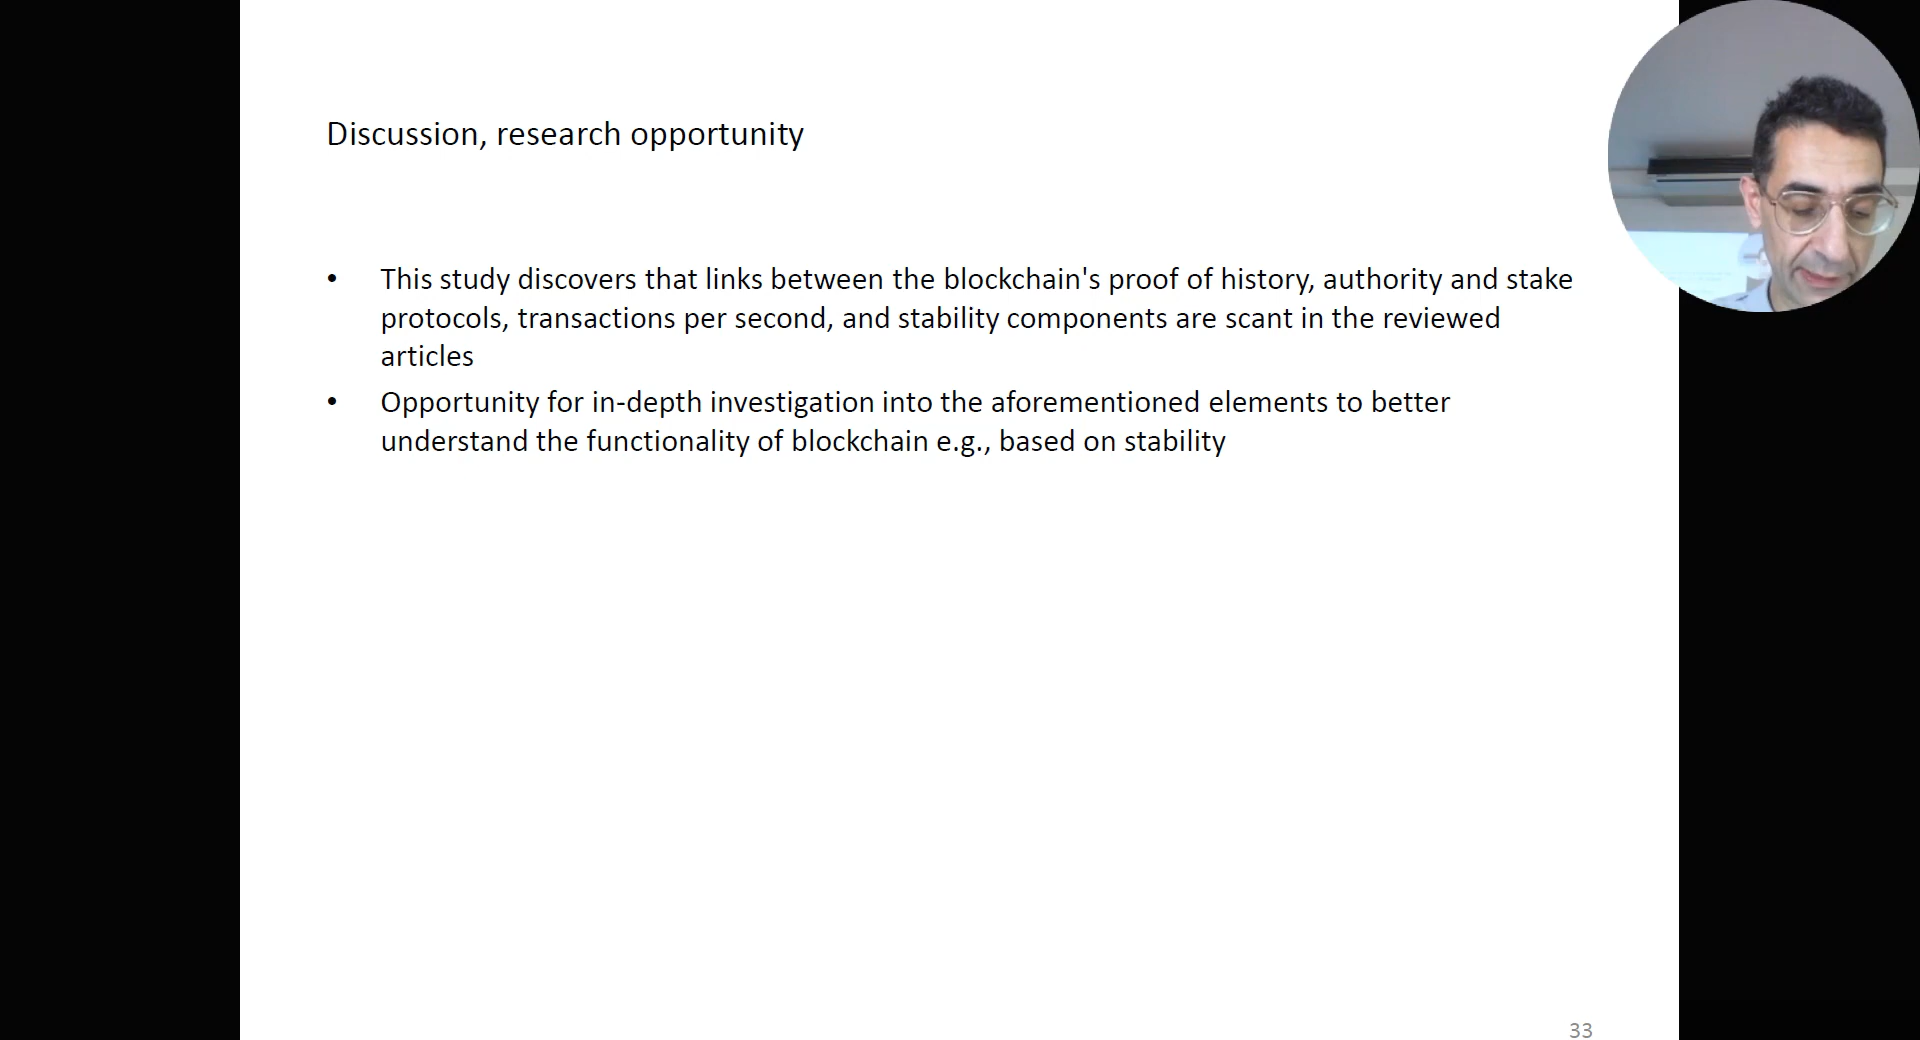 Discussion, research opportunity
• This study discovers that links between the blockchain's proof of history, authority and stake
protocols, transactions per second, and stability components are scant in the reviewed
articles
• Opportunity for in-depth investigation into the aforementioned elements to better
understand the functionality of blockchain e.g., based on stability
33